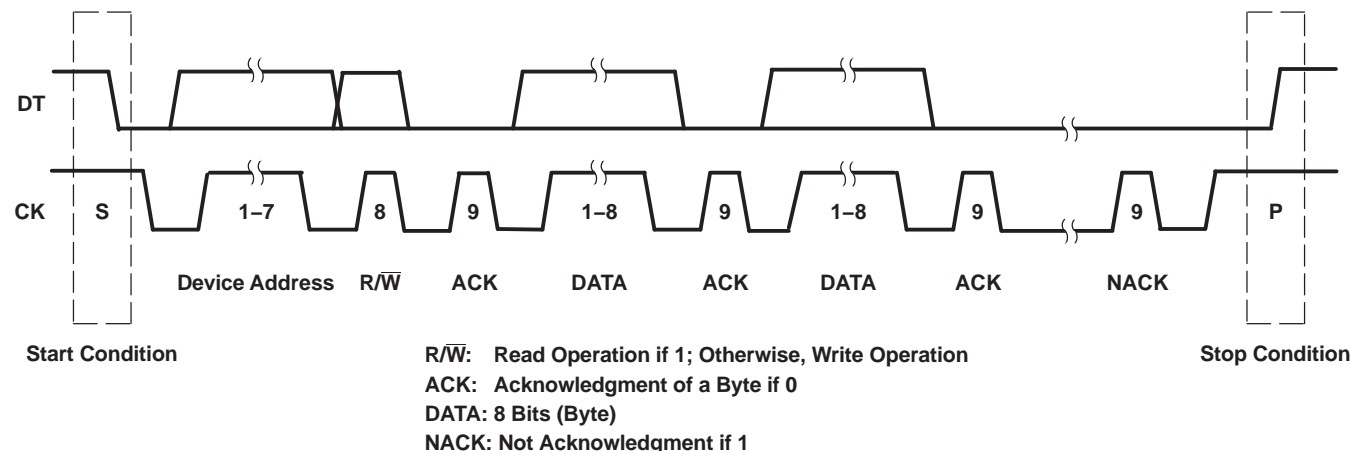 DT
CK
S
1–7
8
9
1–8
9
1–8
9
9
P
Device Address
R/W̅
ACK
DATA
ACK
DATA
ACK
NACK
Start Condition
Stop Condition
R/W̅: Read Operation if 1; Otherwise, Write Operation
ACK: Acknowledgment of a Byte if 0
DATA: 8 Bits (Byte)
NACK: Not Acknowledgment if 1